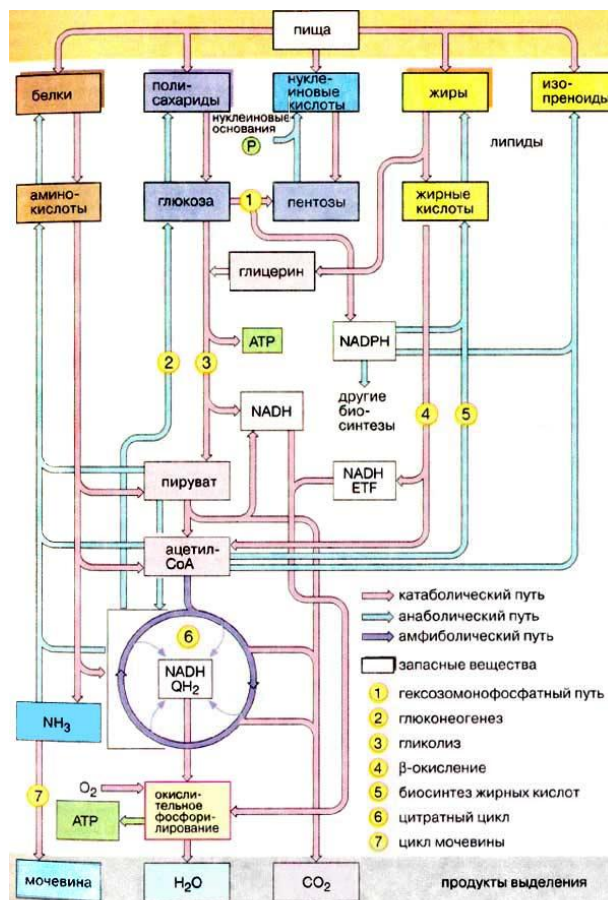 пища
белки
поли-
сахариды
нукле-
иновые
кислоты
жиры
изо-
преноиды
нуклеиновые
основания
P
липиды
амино-
кислоты
глюкоза
1
пентозы
жирные
кислоты
глицерин
ATP
NADPH
2
3
другие
био-
синтезы
NADH
4
5
пируват
NADH
ETF
ацетил-
CoA
6
NADH
QH2
NH3
7
O2
окисли-
тельное
фосфори-
лирование
ATP
мочевина
H2O
CO2
продукты выделения
катаболический путь
анаболический путь
амфиболический путь
запасные вещества
1 гексозомонофосфатный путь
2 глюконеогенез
3 гликолиз
4 β-окисление
5 биосинтез жирных кислот
6 цитратный цикл
7 цикл мочевины